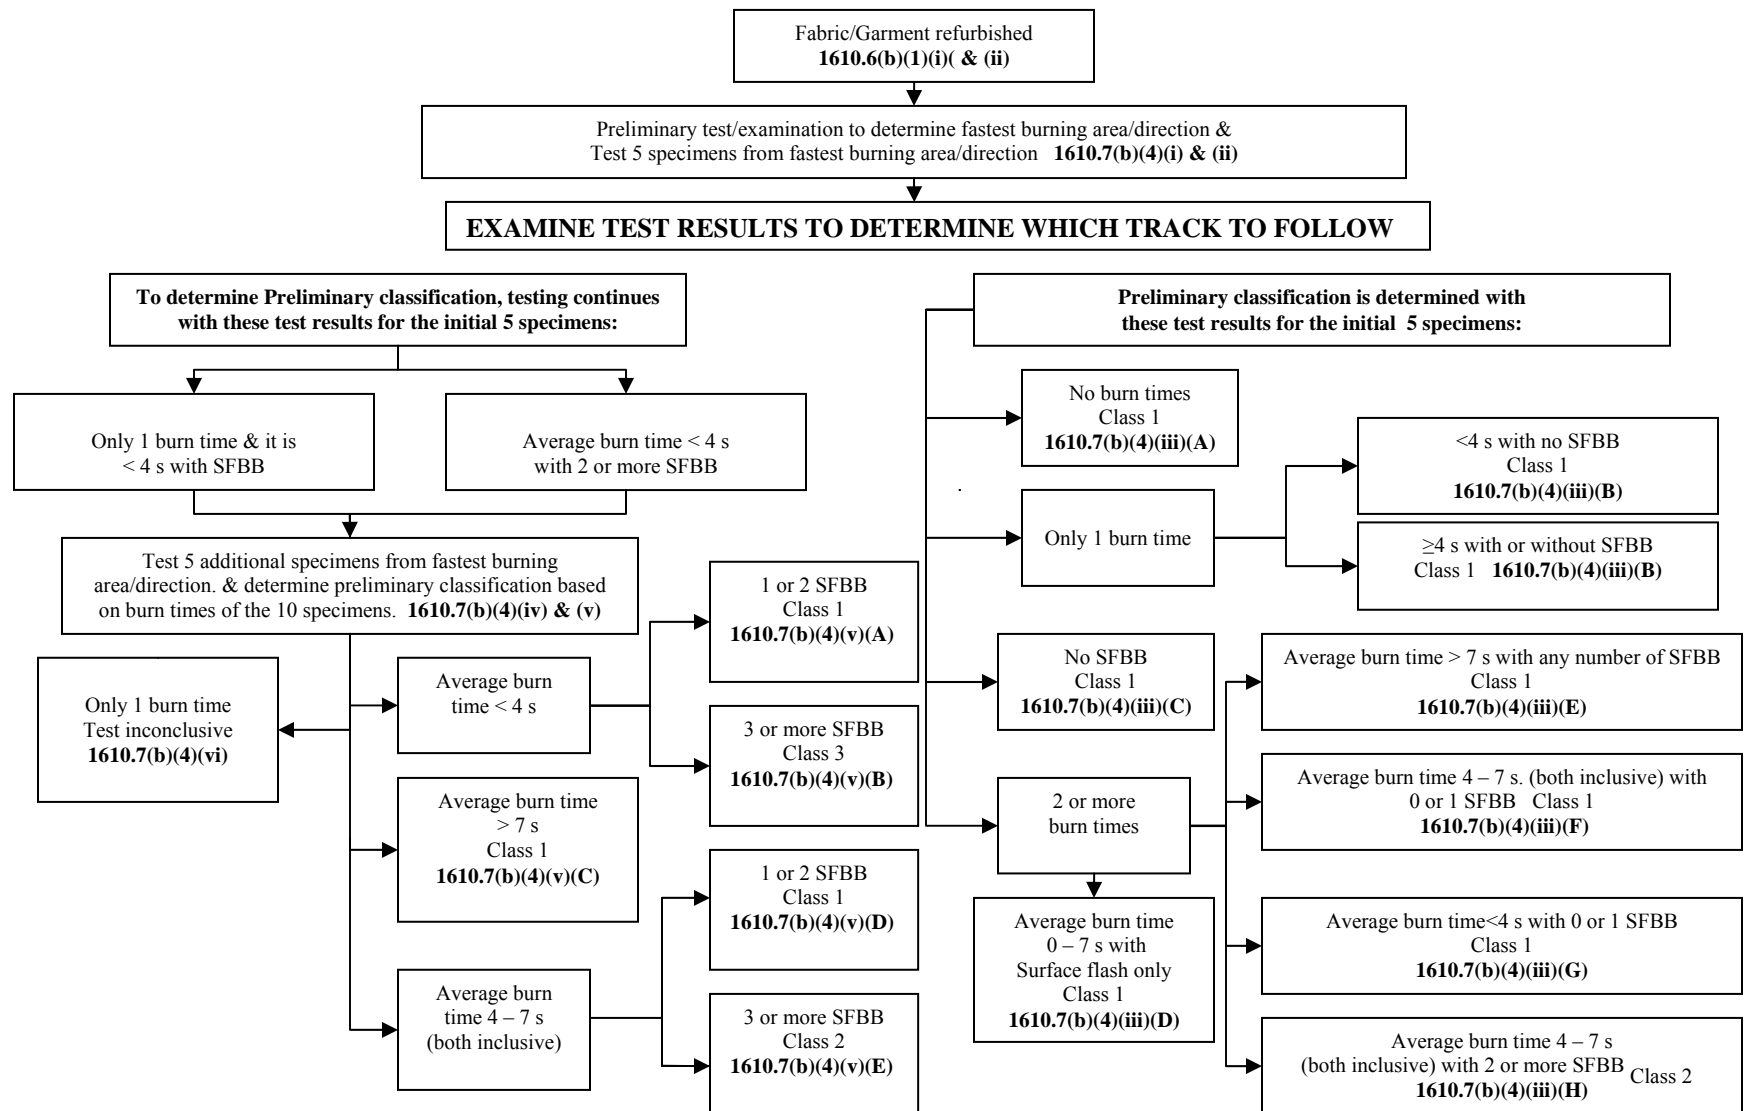 Fabric/Garment refurbished
1610.6(b)(1)(i)( & (ii)
Preliminary test/examination to determine fastest burning area/direction &
Test 5 specimens from fastest burning area/direction 1610.7(b)(4)(i) & (ii)
EXAMINE TEST RESULTS TO DETERMINE WHICH TRACK TO FOLLOW
To determine Preliminary classification, testing continues
with these test results for the initial 5 specimens:
Only 1 burn time & it is
< 4 s with SFBB
Average burn time < 4 s
with 2 or more SFBB
Test 5 additional specimens from fastest burning
area/direction. & determine preliminary classification based
on burn times of the 10 specimens. 1610.7(b)(4)(iv) & (v)
Only 1 burn time
Test inconclusive
1610.7(b)(4)(vi)
Average burn
time < 4 s
1 or 2 SFBB
Class 1
1610.7(b)(4)(v)(A)
3 or more SFBB
Class 3
1610.7(b)(4)(v)(B)
Average burn time
> 7 s
Class 1
1610.7(b)(4)(v)(C)
Average burn
time 4 – 7 s
(both inclusive)
1 or 2 SFBB
Class 1
1610.7(b)(4)(v)(D)
3 or more SFBB
Class 2
1610.7(b)(4)(v)(E)
Preliminary classification is determined with
these test results for the initial 5 specimens:
No burn times
Class 1
1610.7(b)(4)(iii)(A)
Only 1 burn time
<4 s with no SFBB
Class 1
1610.7(b)(4)(iii)(B)
≥4 s with or without SFBB
Class 1 1610.7(b)(4)(iii)(B)
No SFBB
Class 1
1610.7(b)(4)(iii)(C)
2 or more
burn times
Average burn time
0 – 7 s with
Surface flash only
Class 1
1610.7(b)(4)(iii)(D)
Average burn time > 7 s with any number of SFBB
Class 1
1610.7(b)(4)(iii)(E)
Average burn time 4 – 7 s. (both inclusive) with
0 or 1 SFBB Class 1
1610.7(b)(4)(iii)(F)
Average burn time<4 s with 0 or 1 SFBB
Class 1
1610.7(b)(4)(iii)(G)
Average burn time 4 – 7 s
(both inclusive) with 2 or more SFBB Class 2
1610.7(b)(4)(iii)(H)